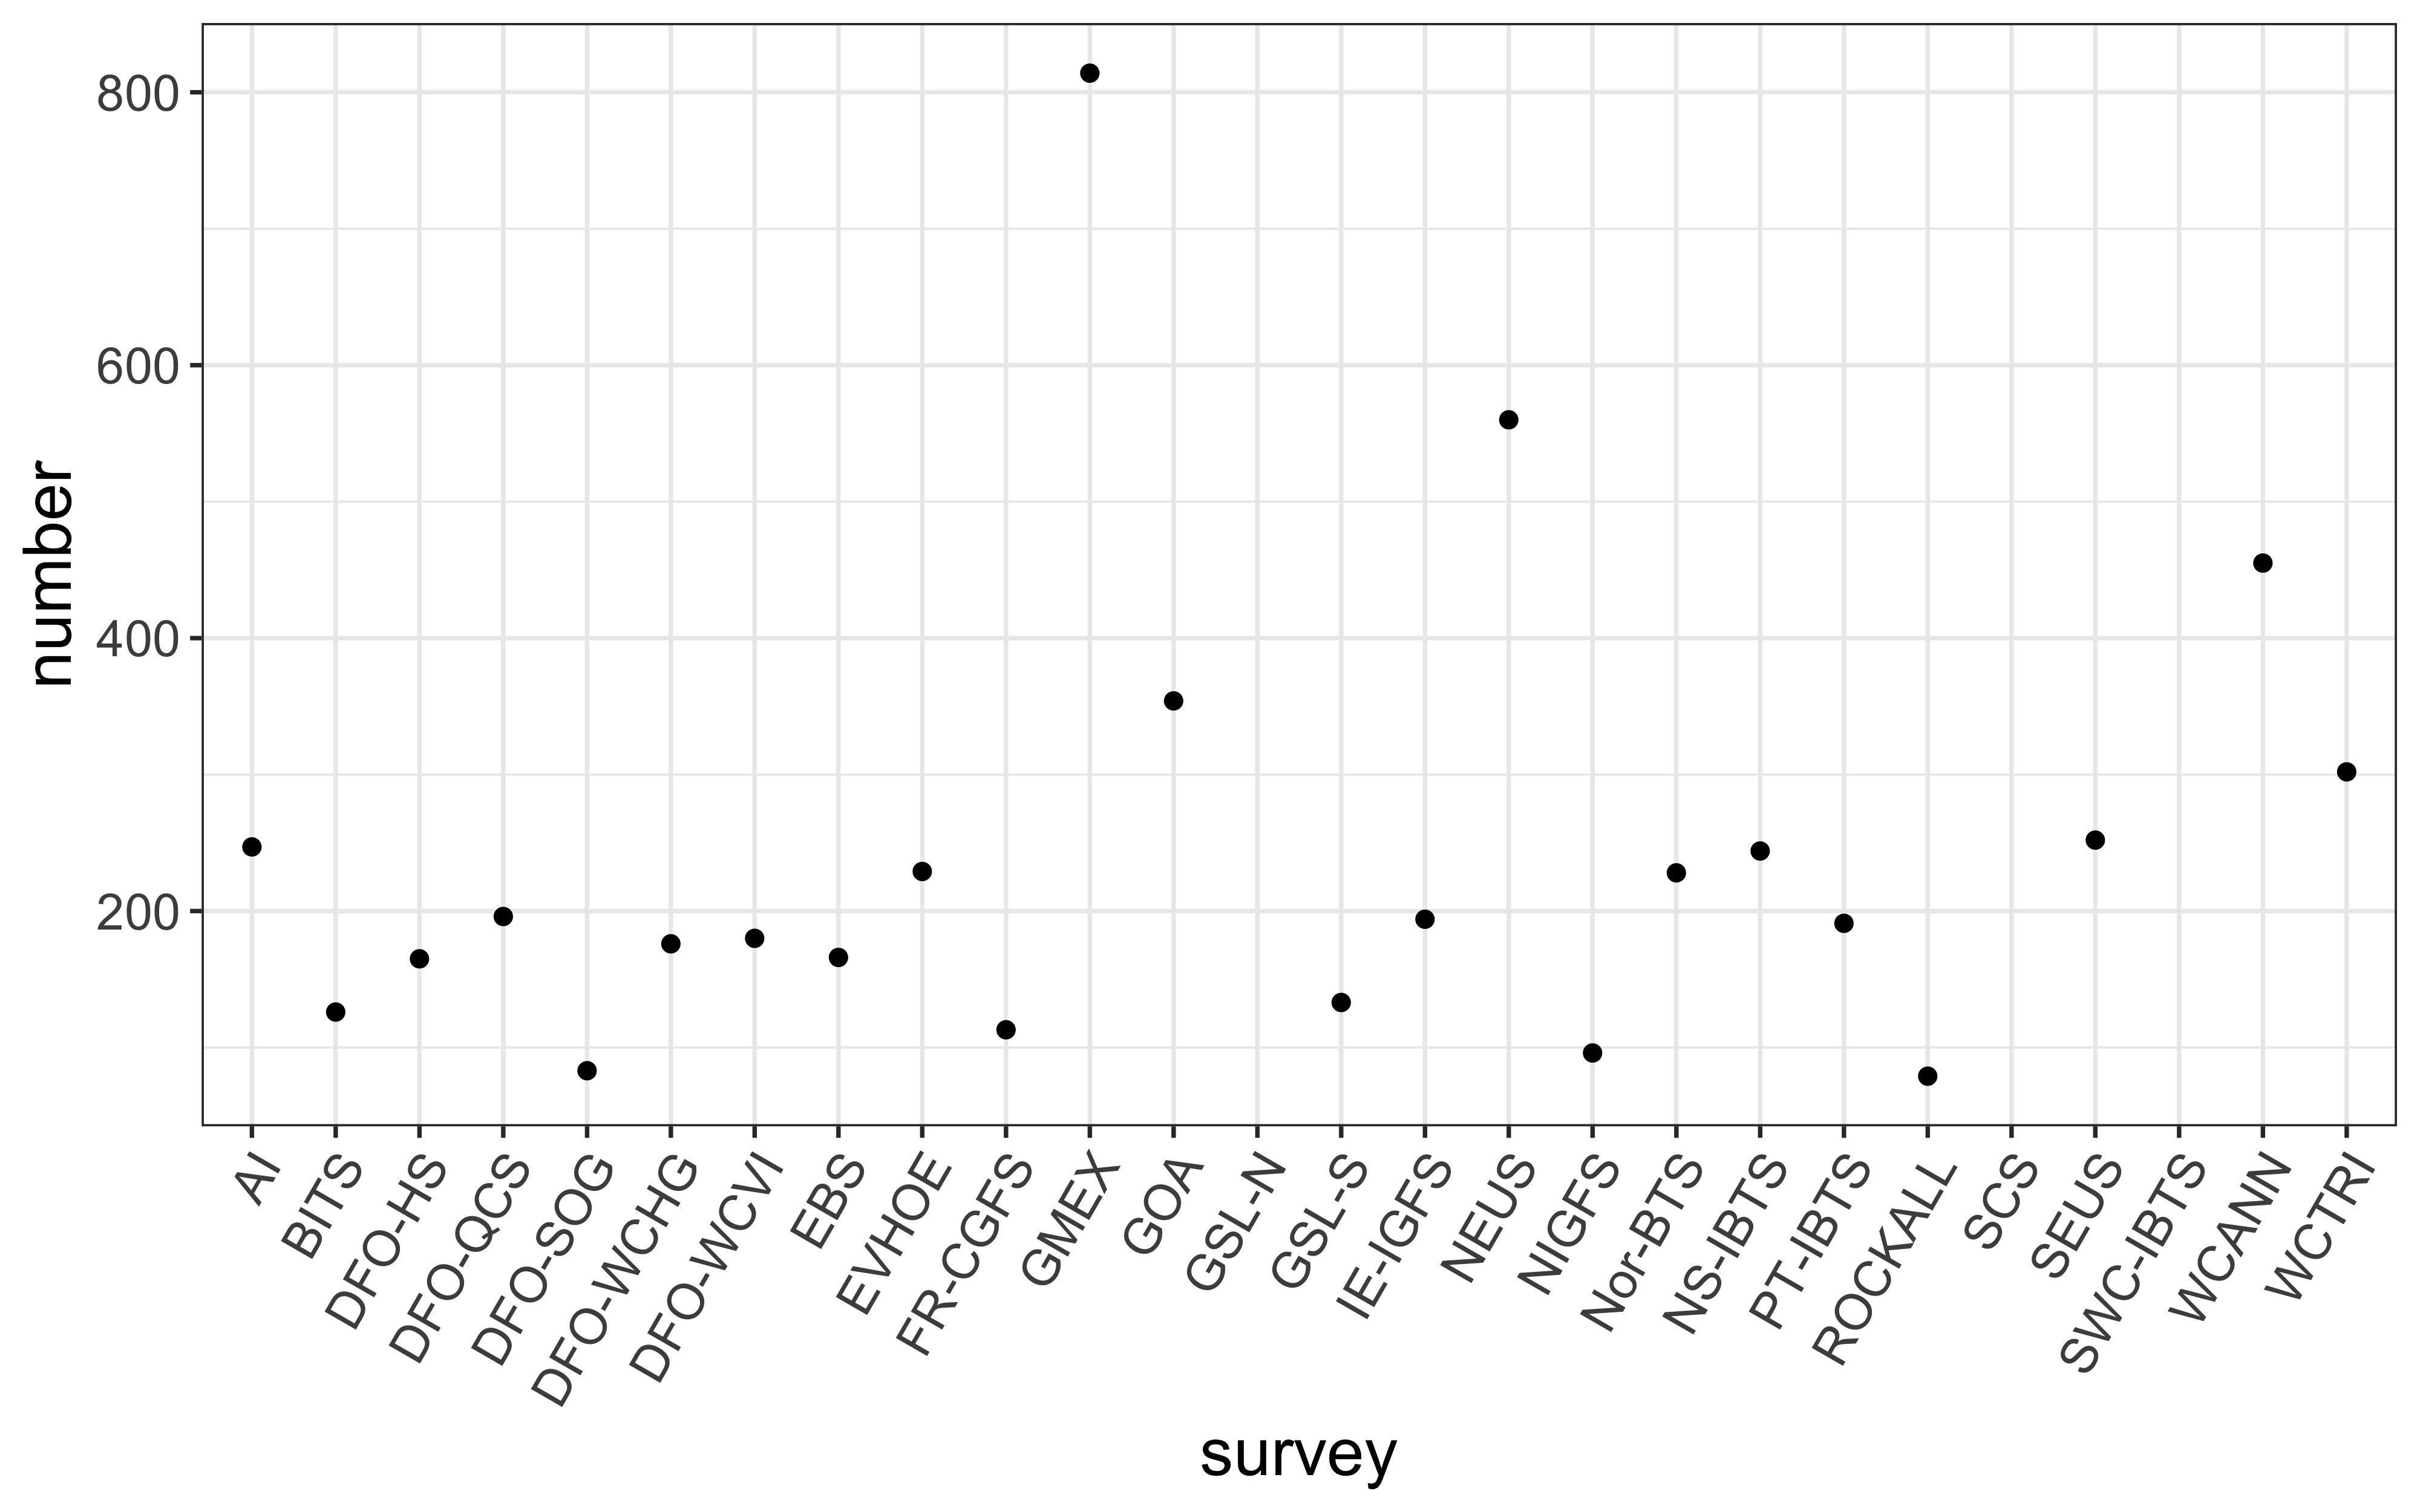 number
800
600
400
200
AI
BITS
DFO-HS
DFO-QCS
DFO-SOG
DFO-WCHG
DFO-WCVI
EBS
EVHOE
FR-CGFS
GMEX
GOA
GSL-N
GSL-S
IE-IGFS
NEUS
NIGFS
Nor-BTS
NS-IBTS
PT-IBTS
ROCKALL
SCS
SEUS
SWC-IBTS
WCANN
WCTRI
survey